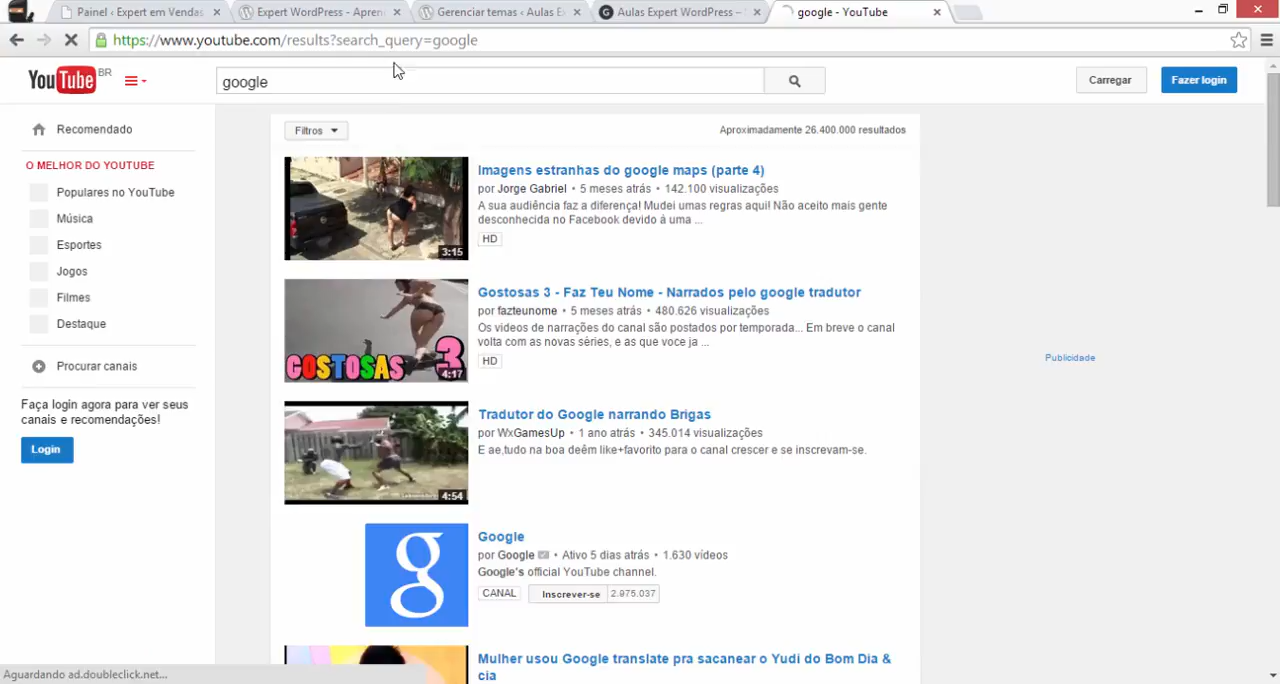 Painel ‹ Expert em Vendas
Expert WordPress - Apren
Gerenciar temas ‹ Aulas E
Aulas Expert WordPress –
google - YouTube
https://www.youtube.com/results?search_query=google
YouTube BR
google
Carregar
Fazer login
Recomendado
O MELHOR DO YOUTUBE
Populares no YouTube
Música
Esportes
Jogos
Filmes
Destaque
Procurar canais
Faça login agora para ver seus
canais e recomendações!
Login
Filtros
Aproximadamente 26.400.000 resultados
3:15
Imagens estranhas do google maps (parte 4)
por Jorge Gabriel • 5 meses atrás • 142.100 visualizações
A sua audiência faz a diferença! Mudei umas regras aqui! Não aceito mais gente
desconhecida no Facebook devido á uma ...
HD
GOSTOSAS 3
4:17
Gostosas 3 - Faz Teu Nome - Narrados pelo google tradutor
por fazteunome • 5 meses atrás • 480.626 visualizações
Os videos de narrações do canal são postados por temporada... Em breve o canal
volta com as novas séries, e as que voce ja ...
HD
4:54
Tradutor do Google narrando Brigas
por WxGamesUp • 1 ano atrás • 345.014 visualizações
E ae,tudo na boa deêm like+favorito para o canal crescer e se inscrevam-se.
g
Google
por Google • Ativo 5 dias atrás • 1.630 vídeos
Google's official YouTube channel.
CANAL
Inscrever-se 2.975.037
Mulher usou Google translate pra sacanear o Yudi do Bom Dia &
cia
Publicidade
Aguardando ad.doubleclick.net...